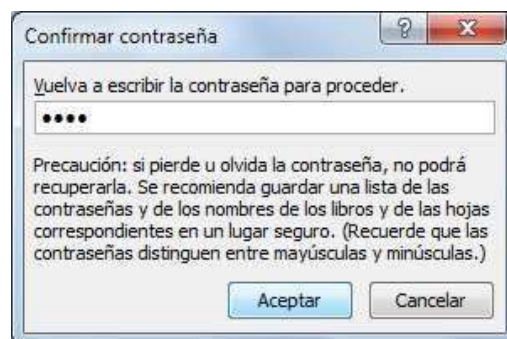 Confirmar contraseña
Vuelva a escribir la contraseña para proceder.
••••
Precaución: si pierde u olvida la contraseña, no podrá
recuperarla. Se recomienda guardar una lista de las
contraseñas y de los nombres de los libros y de las hojas
correspondientes en un lugar seguro. (Recuerde que las
contraseñas distinguen entre mayúsculas y minúsculas.)
Aceptar Cancelar